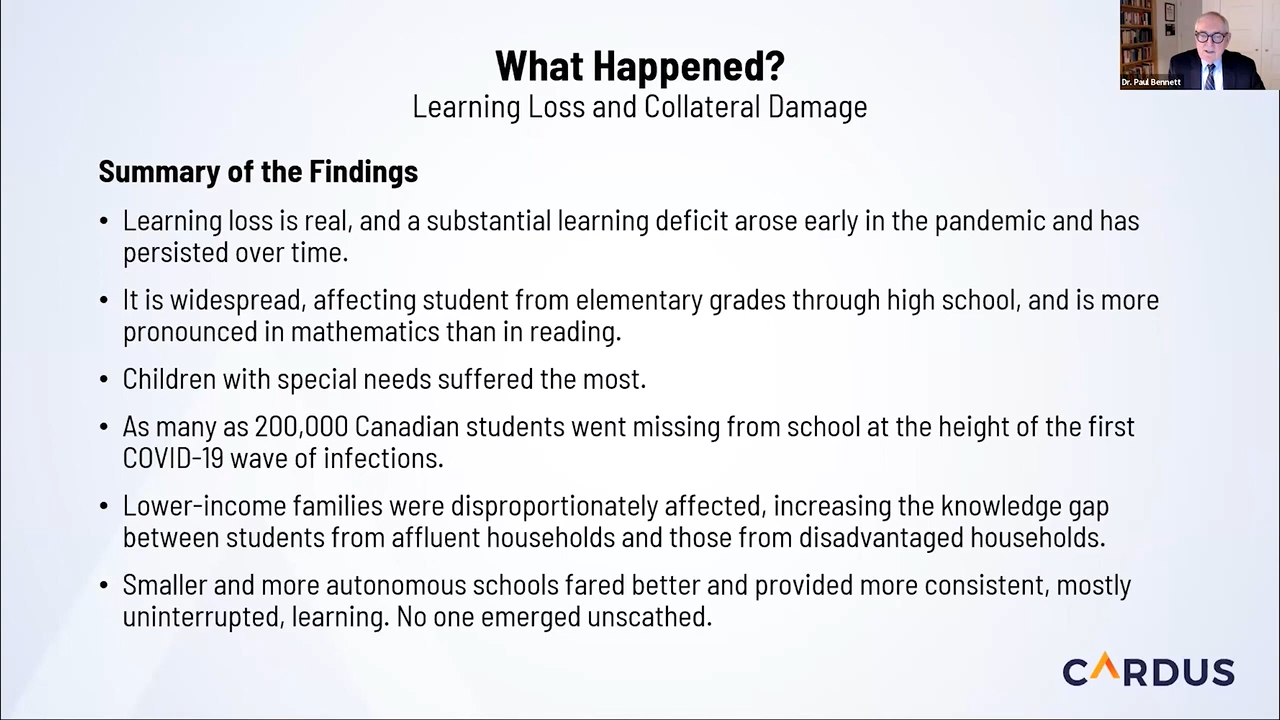 Dr. Paul Bennett
What Happened?
Learning Loss and Collateral Damage
Summary of the Findings
• Learning loss is real, and a substantial learning deficit arose early in the pandemic and has
persisted over time.
• It is widespread, affecting student from elementary grades through high school, and is more
pronounced in mathematics than in reading.
• Children with special needs suffered the most.
• As many as 200,000 Canadian students went missing from school at the height of the first
COVID-19 wave of infections.
• Lower-income families were disproportionately affected, increasing the knowledge gap
between students from affluent households and those from disadvantaged households.
• Smaller and more autonomous schools fared better and provided more consistent, mostly
uninterrupted, learning. No one emerged unscathed.
CARDUS